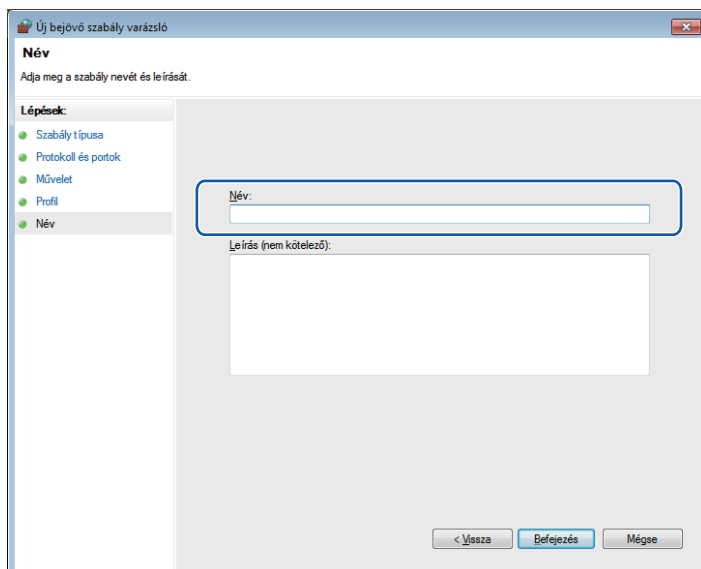 Új bejövő szabály varázsló
Név
Adja meg a szabály nevét és leírását.
Lépések:
Szabály típusa
Protokoll és portok
Művelet
Profil
Név
Név:
Leírás (nem kötelező):
< Vissza
Befejezés
Mégse